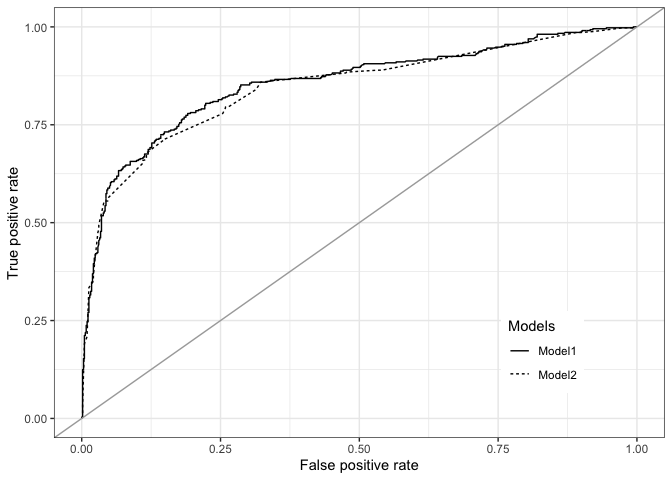 1.00
0.75
0.50
0.25
0.00
True positive rate
Models
Model1
Model2
0.00 0.25 0.50 0.75 1.00
False positive rate